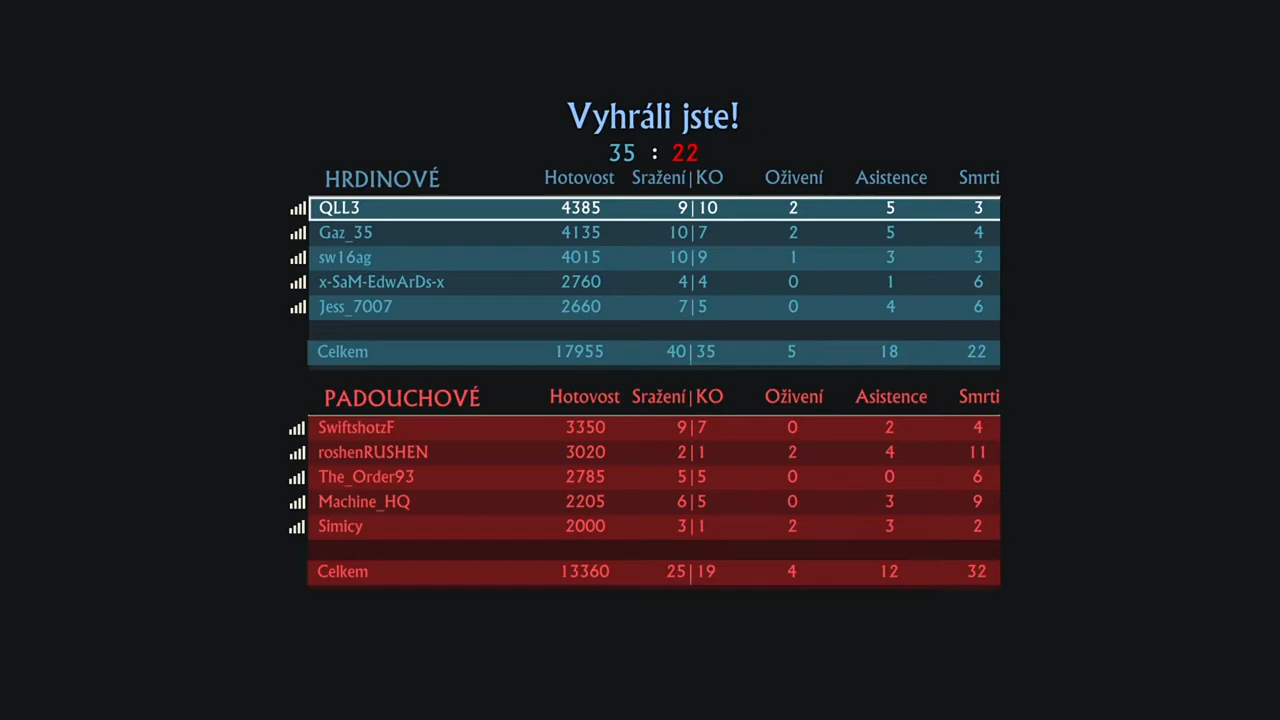 Vyhráli jste!
35 : 22
HRDINOVÉ Hotovost Sražení|KO Oživení Asistence Smrti
QLL3 4385 9|10 2 5 3
Gaz_35 4135 10|7 2 5 4
sw16ag 4015 10|9 1 3 3
x-SaM-EdwArDs-x 2760 4|4 0 1 6
Jess_7007 2660 7|5 0 4 6
Celkem 17955 40|35 5 18 22
PADOUCHOVÉ Hotovost Sražení|KO Oživení Asistence Smrti
SwiftshotzF 3350 9|7 0 2 4
roshenRUSHEN 3020 2|1 2 4 11
The_Order93 2785 5|5 0 0 6
Machine_HQ 2205 6|5 0 3 9
Simicy 2000 3|1 2 3 2
Celkem 13360 25|19 4 12 32